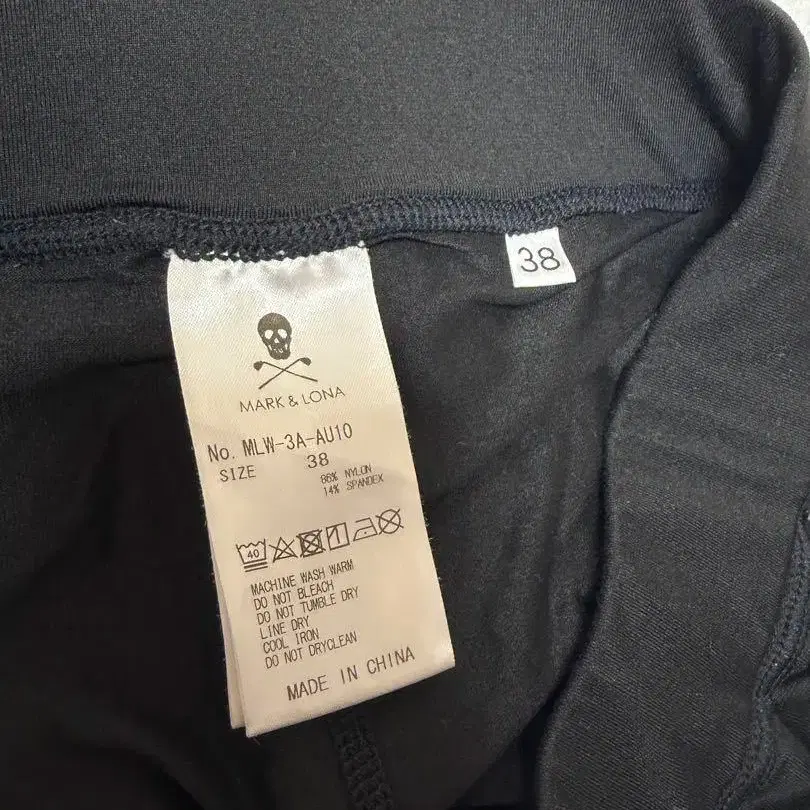 38
MARK & LONA
No. MLW-3A-AU10
SIZE 38
86% NYLON
14% SPANDEX
40
MACHINE WASH WARM
DO NOT BLEACH
DO NOT TUMBLE DRY
LINE DRY
COOL IRON
DO NOT DRYCLEAN
MADE IN CHINA